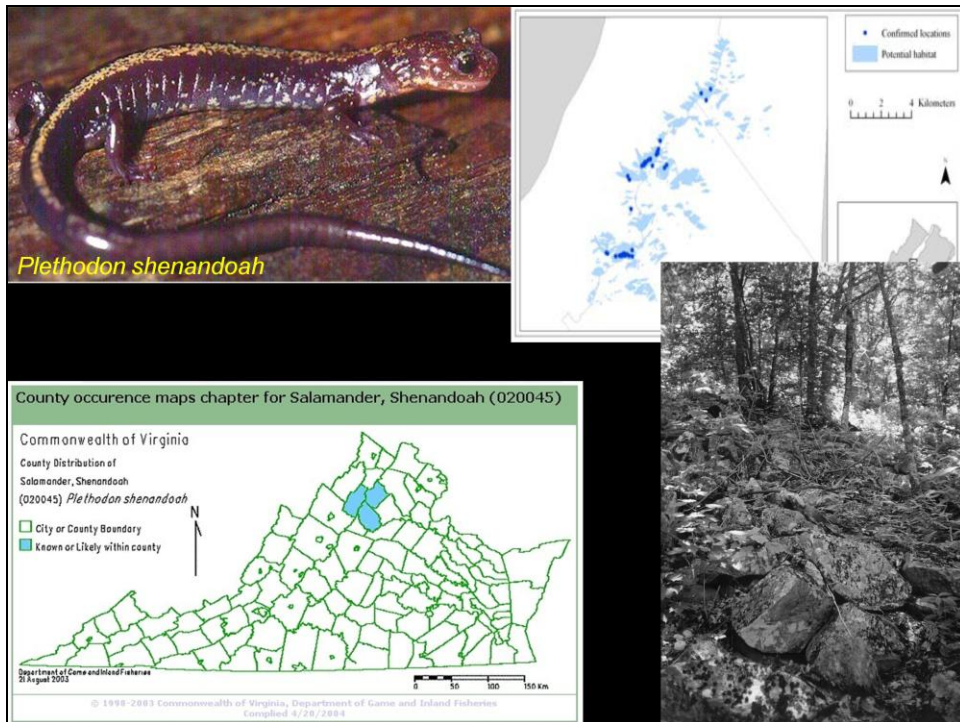 Plethodon shenandoah
Confirmed locations
Potential habitat
0 2 4 Kilometers
N
County occurence maps chapter for Salamander, Shenandoah (020045)
Commonwealth of Virginia
County Distribution of
Salamander, Shenandoah
(020045) Plethodon shenandoah
City or County Boundary
Known or Likely within county
N
Department of Game and Inland Fisheries
21 August 2003
0 50 100 150 Km
© 1998-2003 Commonwealth of Virginia, Department of Game and Inland Fisheries
Compiled 4/20/2004